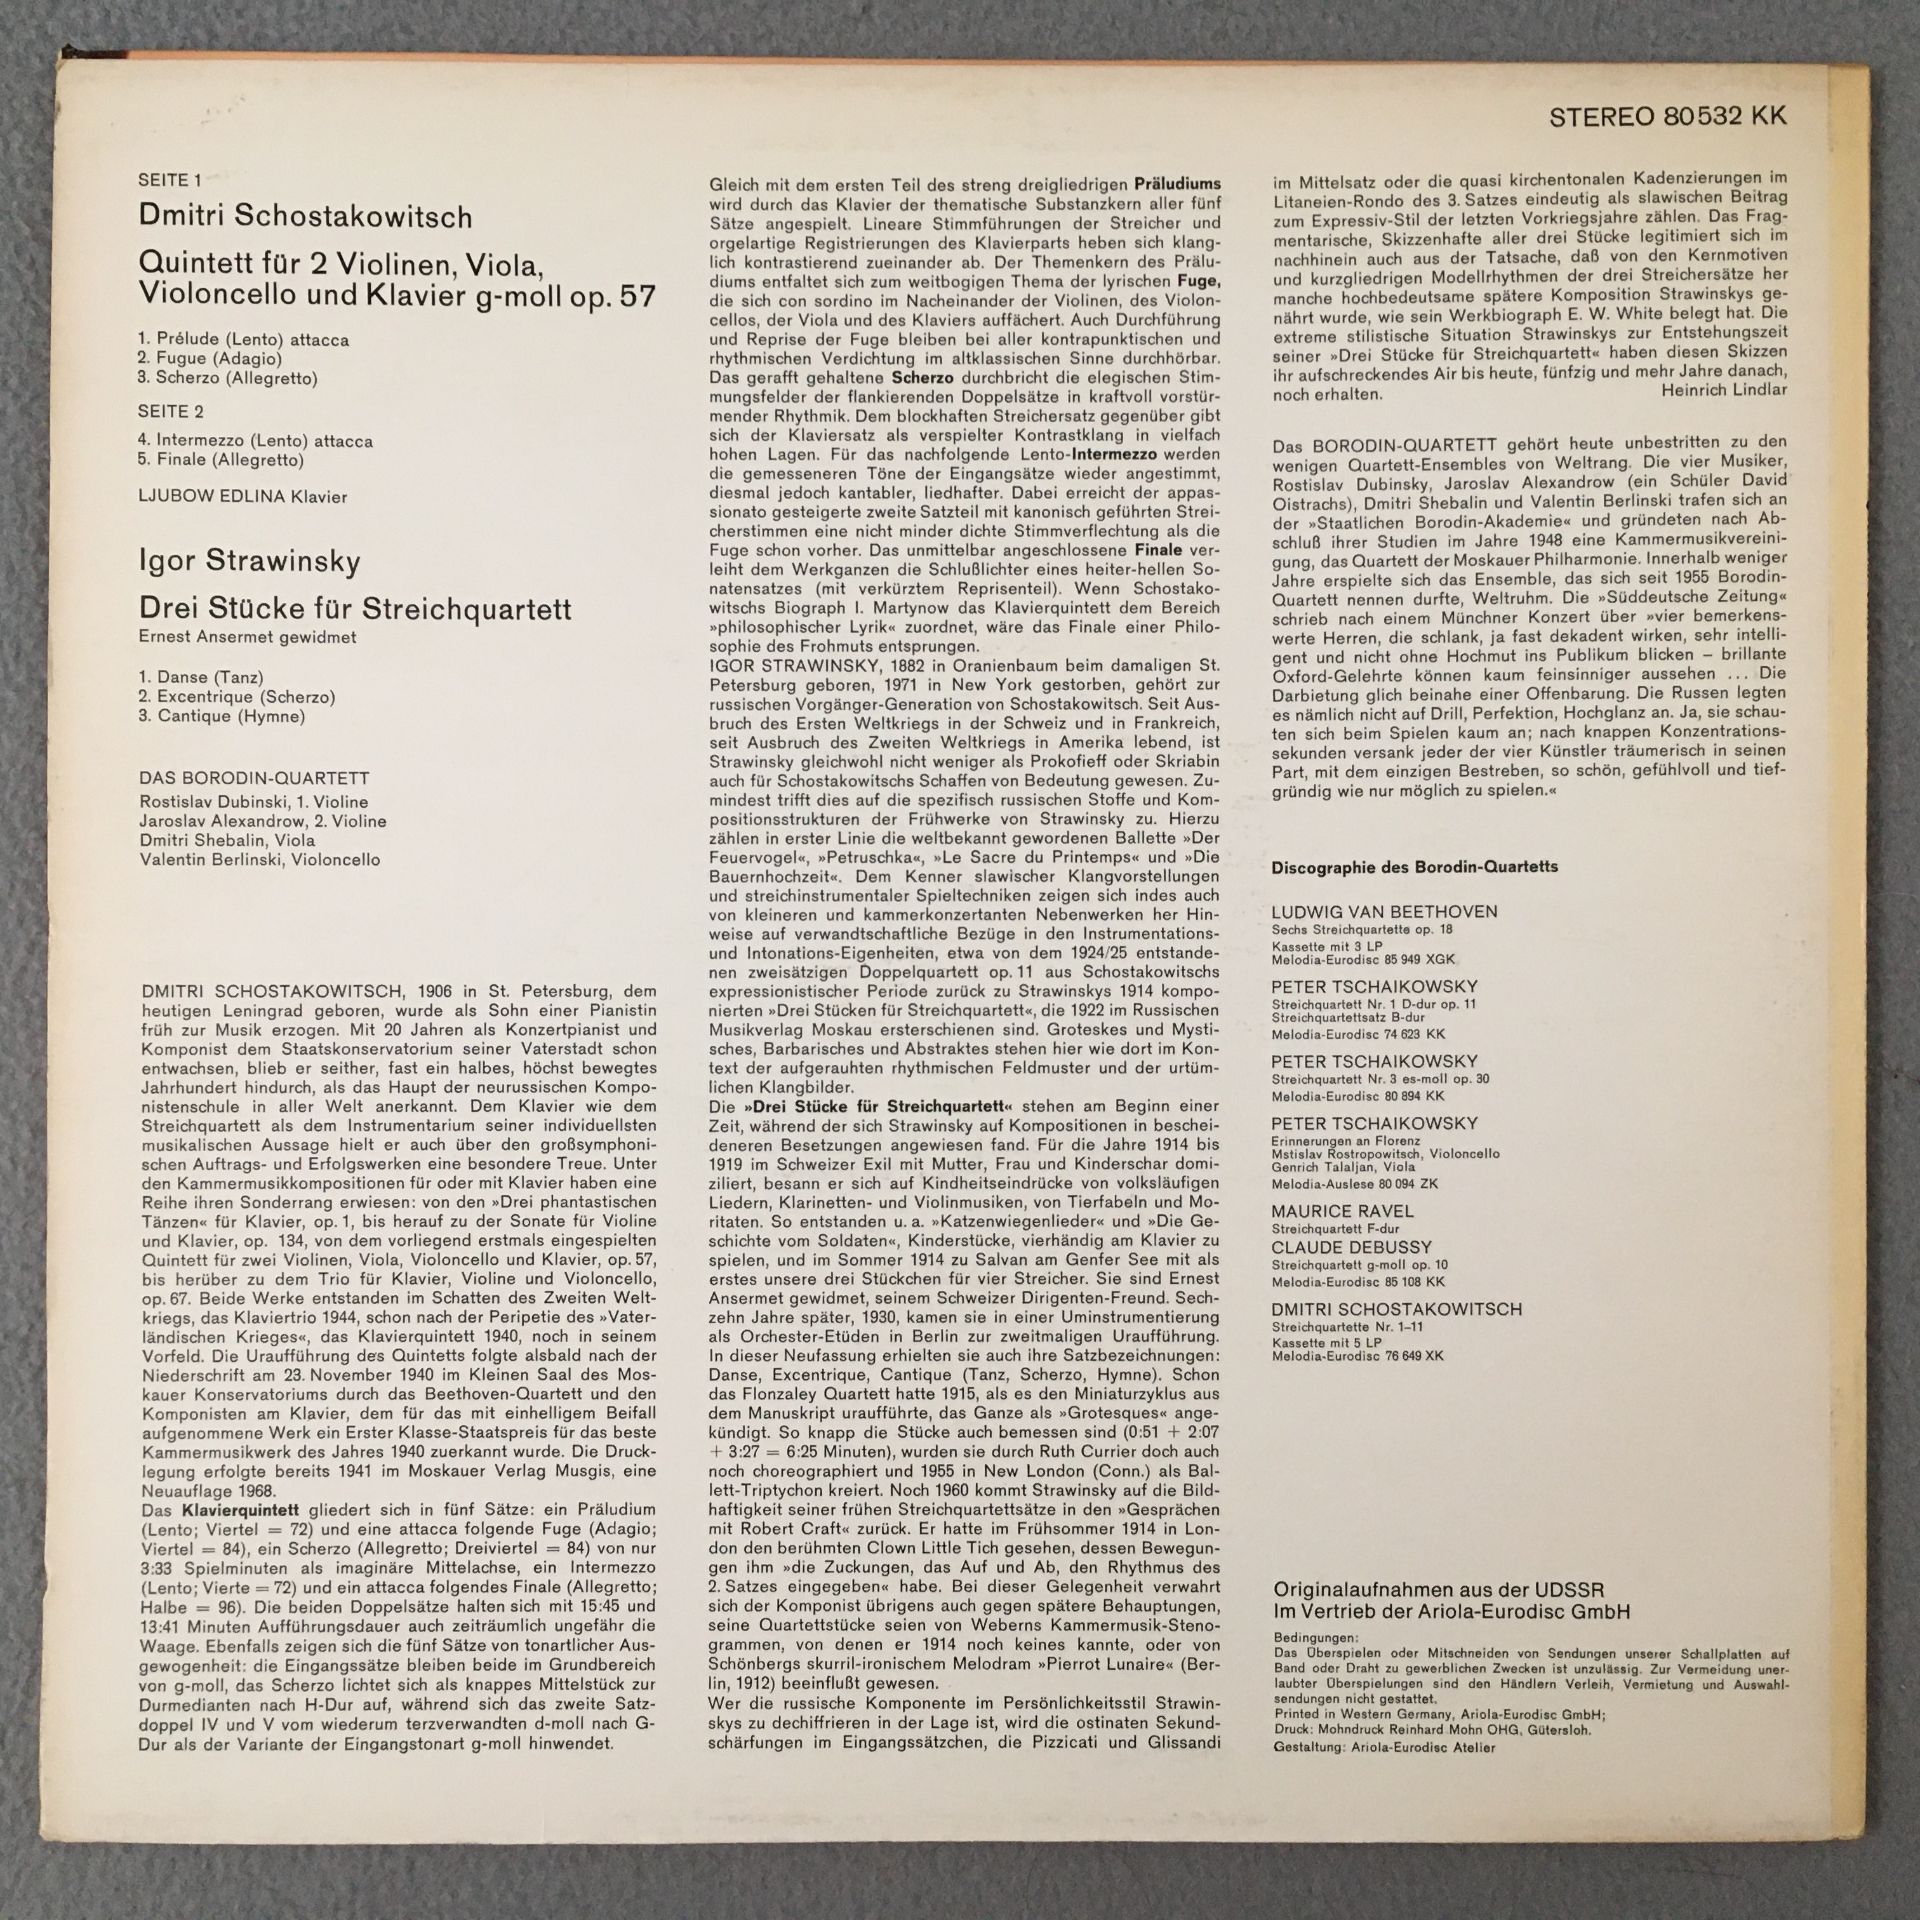 STEREO 80532 KK
SEITE 1
Dmitri Schostakowitsch
Quintett für 2 Violinen, Viola,
Violoncello und Klavier g-moll op. 57
1. Prélude (Lento) attacca
2. Fugue (Adagio)
3. Scherzo (Allegretto)
SEITE 2
4. Intermezzo (Lento) attacca
5. Finale (Allegretto)
LJUBOW EDLINA Klavier
Igor Strawinsky
Drei Stücke für Streichquartett
Ernest Ansermet gewidmet
1. Danse (Tanz)
2. Excentrique (Scherzo)
3. Cantique (Hymne)
DAS BORODIN-QUARTETT
Rostislav Dubinski, 1. Violine
Jaroslav Alexandrow, 2. Violine
Dmitri Shebalin, Viola
Valentin Berlinski, Violoncello
DMITRI SCHOSTAKOWITSCH, 1906 in St. Petersburg, dem
heutigen Leningrad geboren, wurde als Sohn einer Pianistin
früh zur Musik erzogen. Mit 20 Jahren als Konzertpianist und
Komponist dem Staatskonservatorium seiner Vaterstadt schon
entwachsen, blieb er seither, fast ein halbes, höchst bewegtes
Jahrhundert hindurch, als das Haupt der neurussischen Kompo-
nistenschule in aller Welt anerkannt. Dem Klavier wie dem
Streichquartett als dem Instrumentarium seiner individuellsten
musikalischen Aussage hielt er auch über den großsymphoni-
schen Auftrags- und Erfolgswerken eine besondere Treue. Unter
den Kammermusikkompositionen für oder mit Klavier haben eine
Reihe ihren Sonderrang erwiesen: von den »Drei phantastischen
Tänzen« für Klavier, op. 1, bis herauf zu der Sonate für Violine
und Klavier, op. 134, von dem vorliegend erstmals eingespielten
Quintett für zwei Violinen, Viola, Violoncello und Klavier, op. 57,
bis herüber zu dem Trio für Klavier, Violine und Violoncello,
op. 67. Beide Werke entstanden im Schatten des Zweiten Welt-
kriegs, das Klaviertrio 1944, schon nach der Peripetie des »Vater-
ländischen Krieges«, das Klavierquintett 1940, noch in seinem
Vorfeld. Die Uraufführung des Quintetts folgte alsbald nach der
Niederschrift am 23. November 1940 im Kleinen Saal des Mos-
kauer Konservatoriums durch das Beethoven-Quartett und den
Komponisten am Klavier, dem für das mit einhelligem Beifall
aufgenommene Werk ein Erster Klasse-Staatspreis für das beste
Kammermusikwerk des Jahres 1940 zuerkannt wurde. Die Druck-
legung erfolgte bereits 1941 im Moskauer Verlag Musgis, eine
Neuauflage 1968.
Das Klavierquintett gliedert sich in fünf Sätze: ein Präludium
(Lento; Viertel = 72) und eine attacca folgende Fuge (Adagio;
Viertel = 84), ein Scherzo (Allegretto; Dreiviertel = 84) von nur
3:33 Spielminuten als imaginäre Mittelachse, ein Intermezzo
(Lento; Vierte = 72) und ein attacca folgendes Finale (Allegretto;
Halbe = 96). Die beiden Doppelsätze halten sich mit 15:45 und
13:41 Minuten Aufführungsdauer auch zeiträumlich ungefähr die
Waage. Ebenfalls zeigen sich die fünf Sätze von tonartlicher Aus-
gewogenheit: die Eingangssätze bleiben beide im Grundbereich
von g-moll, das Scherzo lichtet sich als knappes Mittelstück zur
Durmedianten nach H-Dur auf, während sich das zweite Satz-
doppel IV und V vom wiederum terzverwandten d-moll nach G-
Dur als der Variante der Eingangstonart g-moll hinwendet.
Gleich mit dem ersten Teil des streng dreigliedrigen Präludiums
wird durch das Klavier der thematische Substanzkern aller fünf
Sätze angespielt. Lineare Stimmführungen der Streicher und
orgelartige Registrierungen des Klavierparts heben sich klang-
lich kontrastierend zueinander ab. Der Themenkern des Prälu-
diums entfaltet sich zum weitbogigen Thema der lyrischen Fuge,
die sich con sordino im Nacheinander der Violinen, des Violon-
cellos, der Viola und des Klaviers auffächert. Auch Durchführung
und Reprise der Fuge bleiben bei aller kontrapunktischen und
rhythmischen Verdichtung im altklassischen Sinne durchhörbar.
Das gerafft gehaltene Scherzo durchbricht die elegischen Stim-
mungsfelder der flankierenden Doppelsätze in kraftvoll vorstür-
mender Rhythmik. Dem blockhaften Streichersatz gegenüber gibt
sich der Klaviersatz als verspielter Kontrastklang in vielfach
hohen Lagen. Für das nachfolgende Lento-Intermezzo werden
die gemesseneren Töne der Eingangsätze wieder angestimmt,
diesmal jedoch kantabler, liedhafter. Dabei erreicht der appas-
sionato gesteigerte zweite Satzteil mit kanonisch geführten Strei-
cherstimmen eine nicht minder dichte Stimmverflechtung als die
Fuge schon vorher. Das unmittelbar angeschlossene Finale ver-
leiht dem Werkganzen die Schlußlichter eines heiter-hellen So-
natensatzes (mit verkürztem Reprisenteil). Wenn Schostako-
witschs Biograph I. Martynow das Klavierquintett dem Bereich
»philosophischer Lyrik« zuordnet, wäre das Finale einer Philo-
sophie des Frohmuts entsprungen.
IGOR STRAWINSKY, 1882 in Oranienbaum beim damaligen St.
Petersburg geboren, 1971 in New York gestorben, gehört zur
russischen Vorgänger-Generation von Schostakowitsch. Seit Aus-
bruch des Ersten Weltkriegs in der Schweiz und in Frankreich,
seit Ausbruch des Zweiten Weltkriegs in Amerika lebend, ist
Strawinsky gleichwohl nicht weniger als Prokofieff oder Skriabin
auch für Schostakowitschs Schaffen von Bedeutung gewesen. Zu-
mindest trifft dies auf die spezifisch russischen Stoffe und Kom-
positionsstrukturen der Frühwerke von Strawinsky zu. Hierzu
zählen in erster Linie die weltbekannt gewordenen Ballette »Der
Feuervogel«, »Petruschka«, »Le Sacre du Printemps« und »Die
Bauernhochzeit«. Dem Kenner slawischer Klangvorstellungen
und streichinstrumentaler Spieltechniken zeigen sich indes auch
von kleineren und kammerkonzertanten Nebenwerken her Hin-
weise auf verwandtschaftliche Bezüge in den Instrumentations-
und Intonations-Eigenheiten, etwa von dem 1924/25 entstande-
nen zweisätzigen Doppelquartett op. 11 aus Schostakowitschs
expressionistischer Periode zurück zu Strawinskys 1914 kompo-
nierten »Drei Stücken für Streichquartett«, die 1922 im Russischen
Musikverlag Moskau ersterschienen sind. Groteskes und Mysti-
sches, Barbarisches und Abstraktes stehen hier wie dort im Kon-
text der aufgerauhten rhythmischen Feldmuster und der urtüm-
lichen Klangbilder.
Die »Drei Stücke für Streichquartett« stehen am Beginn einer
Zeit, während der sich Strawinsky auf Kompositionen in beschei-
deneren Besetzungen angewiesen fand. Für die Jahre 1914 bis
1919 im Schweizer Exil mit Mutter, Frau und Kinderschar domi-
ziliert, besann er sich auf Kindheitseindrücke von volksläufigen
Liedern, Klarinetten- und Violinmusiken, von Tierfabeln und Mo-
ritaten. So entstanden u. a. »Katzenwiegenlieder« und »Die Ge-
schichte vom Soldaten«, Kinderstücke, vierhändig am Klavier zu
spielen, und im Sommer 1914 zu Salvan am Genfer See mit als
erstes unsere drei Stückchen für vier Streicher. Sie sind Ernest
Ansermet gewidmet, seinem Schweizer Dirigenten-Freund. Sech-
zehn Jahre später, 1930, kamen sie in einer Uminstrumentierung
als Orchester-Etüden in Berlin zur zweitmaligen Uraufführung.
In dieser Neufassung erhielten sie auch ihre Satzbezeichnungen:
Danse, Excentrique, Cantique (Tanz, Scherzo, Hymne). Schon
das Flonzaley Quartett hatte 1915, als es den Miniaturzyklus aus
dem Manuskript uraufführte, das Ganze als »Grotesques« ange-
kündigt. So knapp die Stücke auch bemessen sind (0:51 + 2:07
+ 3:27 = 6:25 Minuten), wurden sie durch Ruth Currier doch auch
noch choreographiert und 1955 in New London (Conn.) als Bal-
lett-Triptychon kreiert. Noch 1960 kommt Strawinsky auf die Bild-
haftigkeit seiner frühen Streichquartettsätze in den »Gesprächen
mit Robert Craft« zurück. Er hatte im Frühsommer 1914 in Lon-
don den berühmten Clown Little Tich gesehen, dessen Bewegun-
gen ihm »die Zuckungen, das Auf und Ab, den Rhythmus des
2. Satzes eingegeben« habe. Bei dieser Gelegenheit verwahrt
sich der Komponist übrigens auch gegen spätere Behauptungen,
seine Quartettstücke seien von Weberns Kammermusik-Steno-
grammen, von denen er 1914 noch keines kannte, oder von
Schönbergs skurril-ironischem Melodram »Pierrot Lunaire« (Ber-
lin, 1912) beeinflußt gewesen.
Wer die russische Komponente im Persönlichkeitsstil Strawin-
skys zu dechiffrieren in der Lage ist, wird die ostinaten Sekund-
schärfungen im Eingangssätzchen, die Pizzicati und Glissandi
im Mittelsatz oder die quasi kirchentonalen Kadenzierungen im
Litaneien-Rondo des 3. Satzes eindeutig als slawischen Beitrag
zum Expressiv-Stil der letzten Vorkriegsjahre zählen. Das Frag-
mentarische, Skizzenhafte aller drei Stücke legitimiert sich im
nachhinein auch aus der Tatsache, daß von den Kernmotiven
und kurzgliedrigen Modellrhythmen der drei Streichersätze her
manche hochbedeutsame spätere Komposition Strawinskys ge-
nährt wurde, wie sein Werkbiograph E. W. White belegt hat. Die
extreme stilistische Situation Strawinskys zur Entstehungszeit
seiner »Drei Stücke für Streichquartett« haben diesen Skizzen
ihr aufschreckendes Air bis heute, fünfzig und mehr Jahre danach,
noch erhalten. Heinrich Lindlar
Das BORODIN-QUARTETT gehört heute unbestritten zu den
wenigen Quartett-Ensembles von Weltrang. Die vier Musiker,
Rostislav Dubinsky, Jaroslav Alexandrow (ein Schüler David
Oistrachs), Dmitri Shebalin und Valentin Berlinski trafen sich an
der »Staatlichen Borodin-Akademie« und gründeten nach Ab-
schluß ihrer Studien im Jahre 1948 eine Kammermusikvereini-
gung, das Quartett der Moskauer Philharmonie. Innerhalb weniger
Jahre erspielte sich das Ensemble, das sich seit 1955 Borodin-
Quartett nennen durfte, Weltruhm. Die »Süddeutsche Zeitung«
schrieb nach einem Münchner Konzert über »vier bemerkens-
werte Herren, die schlank, ja fast dekadent wirken, sehr intelli-
gent und nicht ohne Hochmut ins Publikum blicken – brillante
Oxford-Gelehrte können kaum feinsinniger aussehen ... Die
Darbietung glich beinahe einer Offenbarung. Die Russen legten
es nämlich nicht auf Drill, Perfektion, Hochglanz an. Ja, sie schau-
ten sich beim Spielen kaum an; nach knappen Konzentrations-
sekunden versank jeder der vier Künstler träumerisch in seinen
Part, mit dem einzigen Bestreben, so schön, gefühlvoll und tief-
gründig wie nur möglich zu spielen.«
Discographie des Borodin-Quartetts
LUDWIG VAN BEETHOVEN
Sechs Streichquartette op. 18
Kassette mit 3 LP
Melodia-Eurodisc 85 949 XGK
PETER TSCHAIKOWSKY
Streichquartett Nr. 1 D-dur op. 11
Streichquartettsatz B-dur
Melodia-Eurodisc 74 623 KK
PETER TSCHAIKOWSKY
Streichquartett Nr. 3 es-moll op. 30
Melodia-Eurodisc 80 894 KK
PETER TSCHAIKOWSKY
Erinnerungen an Florenz
Mstislav Rostropowitsch, Violoncello
Genrich Talaljan, Viola
Melodia-Auslese 80 094 ZK
MAURICE RAVEL
Streichquartett F-dur
CLAUDE DEBUSSY
Streichquartett g-moll op. 10
Melodia-Eurodisc 85 108 KK
DMITRI SCHOSTAKOWITSCH
Streichquartette Nr. 1–11
Kassette mit 5 LP
Melodia-Eurodisc 76 649 XK
Originalaufnahmen aus der UDSSR
Im Vertrieb der Ariola-Eurodisc GmbH
Bedingungen:
Das Überspielen oder Mitschneiden von Sendungen unserer Schallplatten auf
Band oder Draht zu gewerblichen Zwecken ist unzulässig. Zur Vermeidung uner-
laubter Überspielungen sind den Händlern Verleih, Vermietung und Auswahl-
sendungen nicht gestattet.
Printed in Western Germany, Ariola-Eurodisc GmbH;
Druck: Mohndruck Reinhard Mohn OHG, Gütersloh.
Gestaltung: Ariola-Eurodisc Atelier